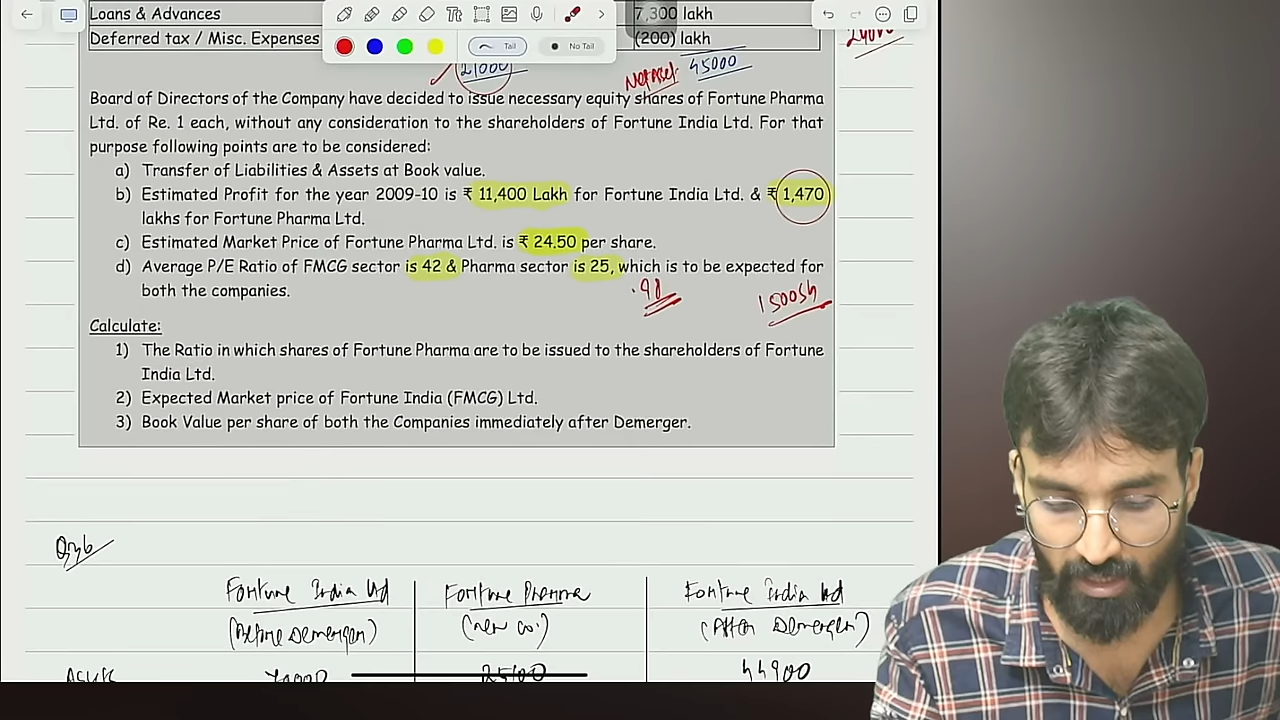 Loans & Advances 7,300 lakh
Tt
Deferred tax / Misc. Expenses (200) lakh
Tail No Tail
21000 Net Asset 45000
Board of Directors of the Company have decided to issue necessary equity shares of Fortune Pharma
Ltd. of Re. 1 each, without any consideration to the shareholders of Fortune India Ltd. For that
purpose following points are to be considered:
a) Transfer of Liabilities & Assets at Book value.
b) Estimated Profit for the year 2009-10 is ₹ 11,400 Lakh for Fortune India Ltd. & ₹ 1,470
lakhs for Fortune Pharma Ltd.
c) Estimated Market Price of Fortune Pharma Ltd. is ₹ 24.50 per share.
d) Average P/E Ratio of FMCG sector is 42 & Pharma sector is 25, which is to be expected for
both the companies.
.98 1500sh
Calculate:
1) The Ratio in which shares of Fortune Pharma are to be issued to the shareholders of Fortune
India Ltd.
2) Expected Market price of Fortune India (FMCG) Ltd.
3) Book Value per share of both the Companies immediately after Demerger.
Fortune India Ltd Fortune Pharma Fortune India Ltd
(Before Demerger) (new co.) (After Demerger)
Assets 70000 25100 44900